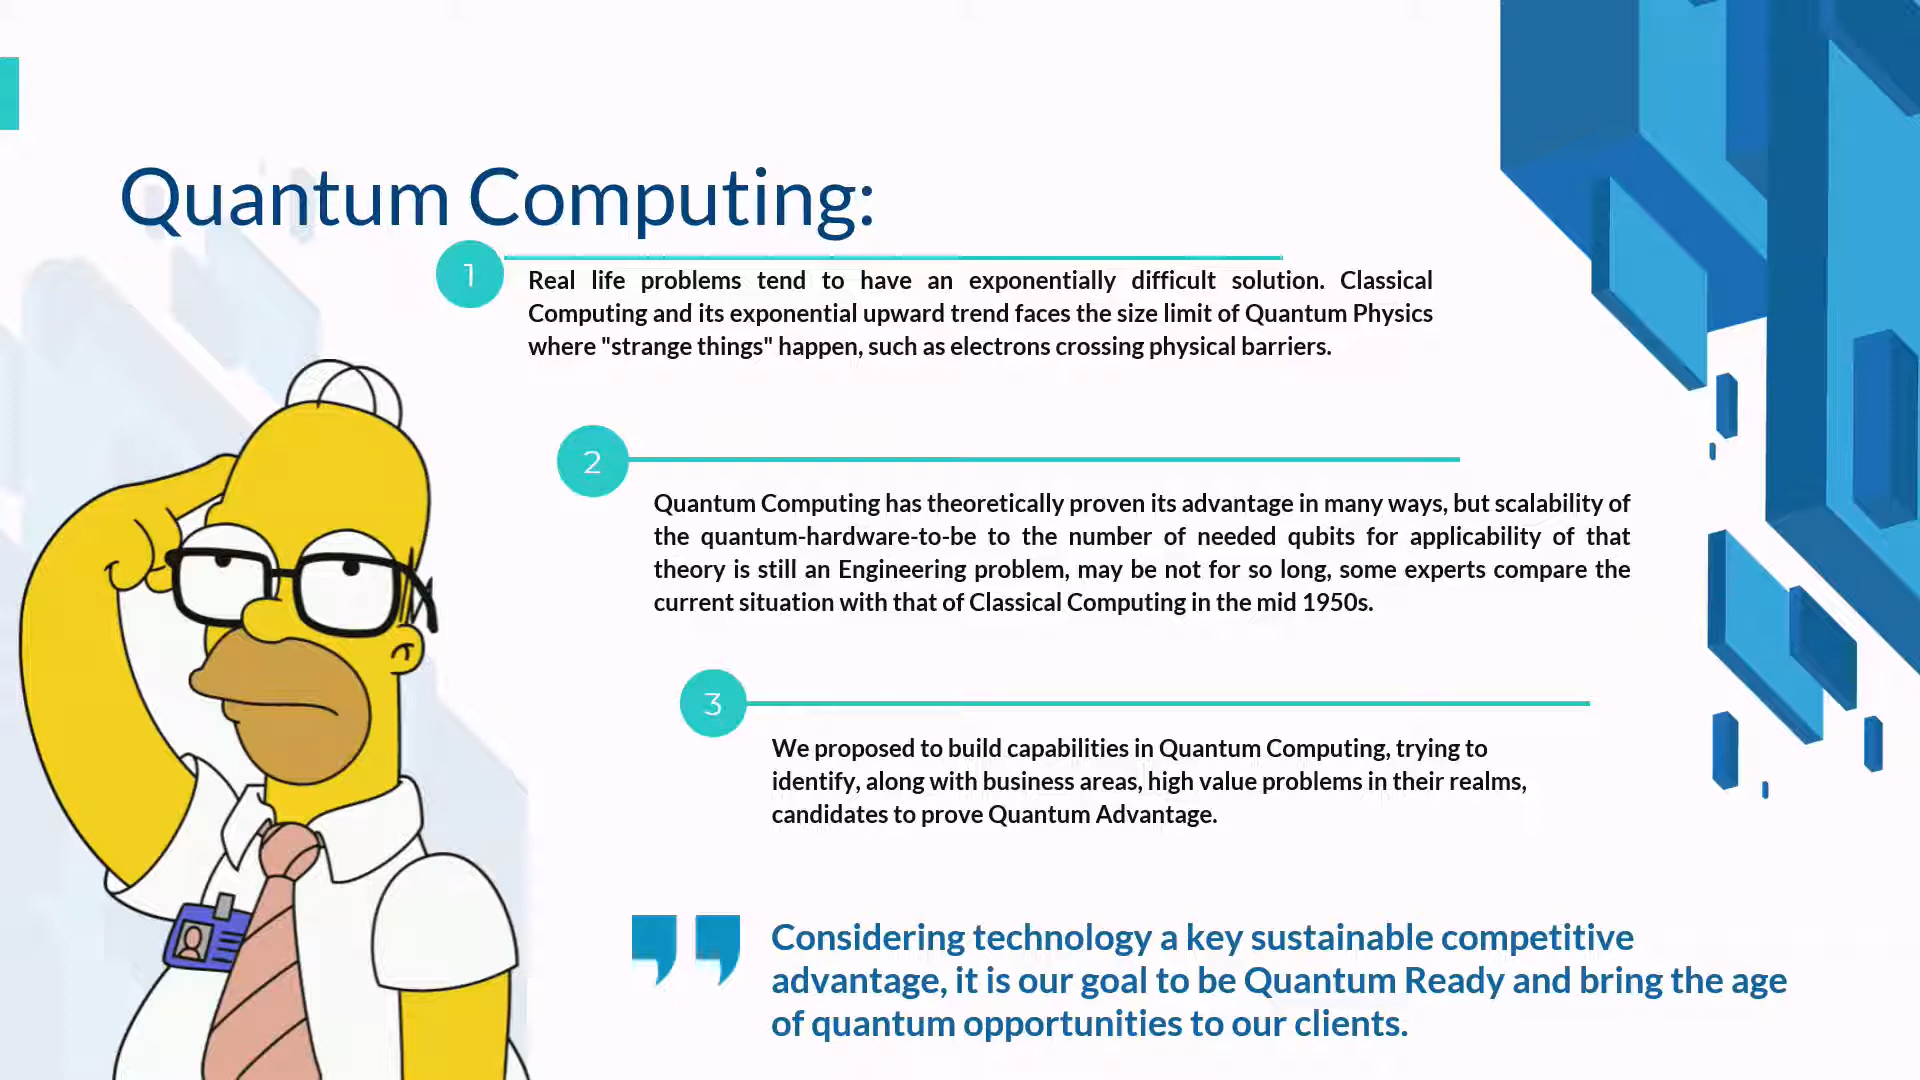 Quantum Computing:
1
Real life problems tend to have an exponentially difficult solution. Classical
Computing and its exponential upward trend faces the size limit of Quantum Physics
where "strange things" happen, such as electrons crossing physical barriers.
2
Quantum Computing has theoretically proven its advantage in many ways, but scalability of
the quantum-hardware-to-be to the number of needed qubits for applicability of that
theory is still an Engineering problem, may be not for so long, some experts compare the
current situation with that of Classical Computing in the mid 1950s.
3
We proposed to build capabilities in Quantum Computing, trying to
identify, along with business areas, high value problems in their realms,
candidates to prove Quantum Advantage.
Considering technology a key sustainable competitive
advantage, it is our goal to be Quantum Ready and bring the age
of quantum opportunities to our clients.